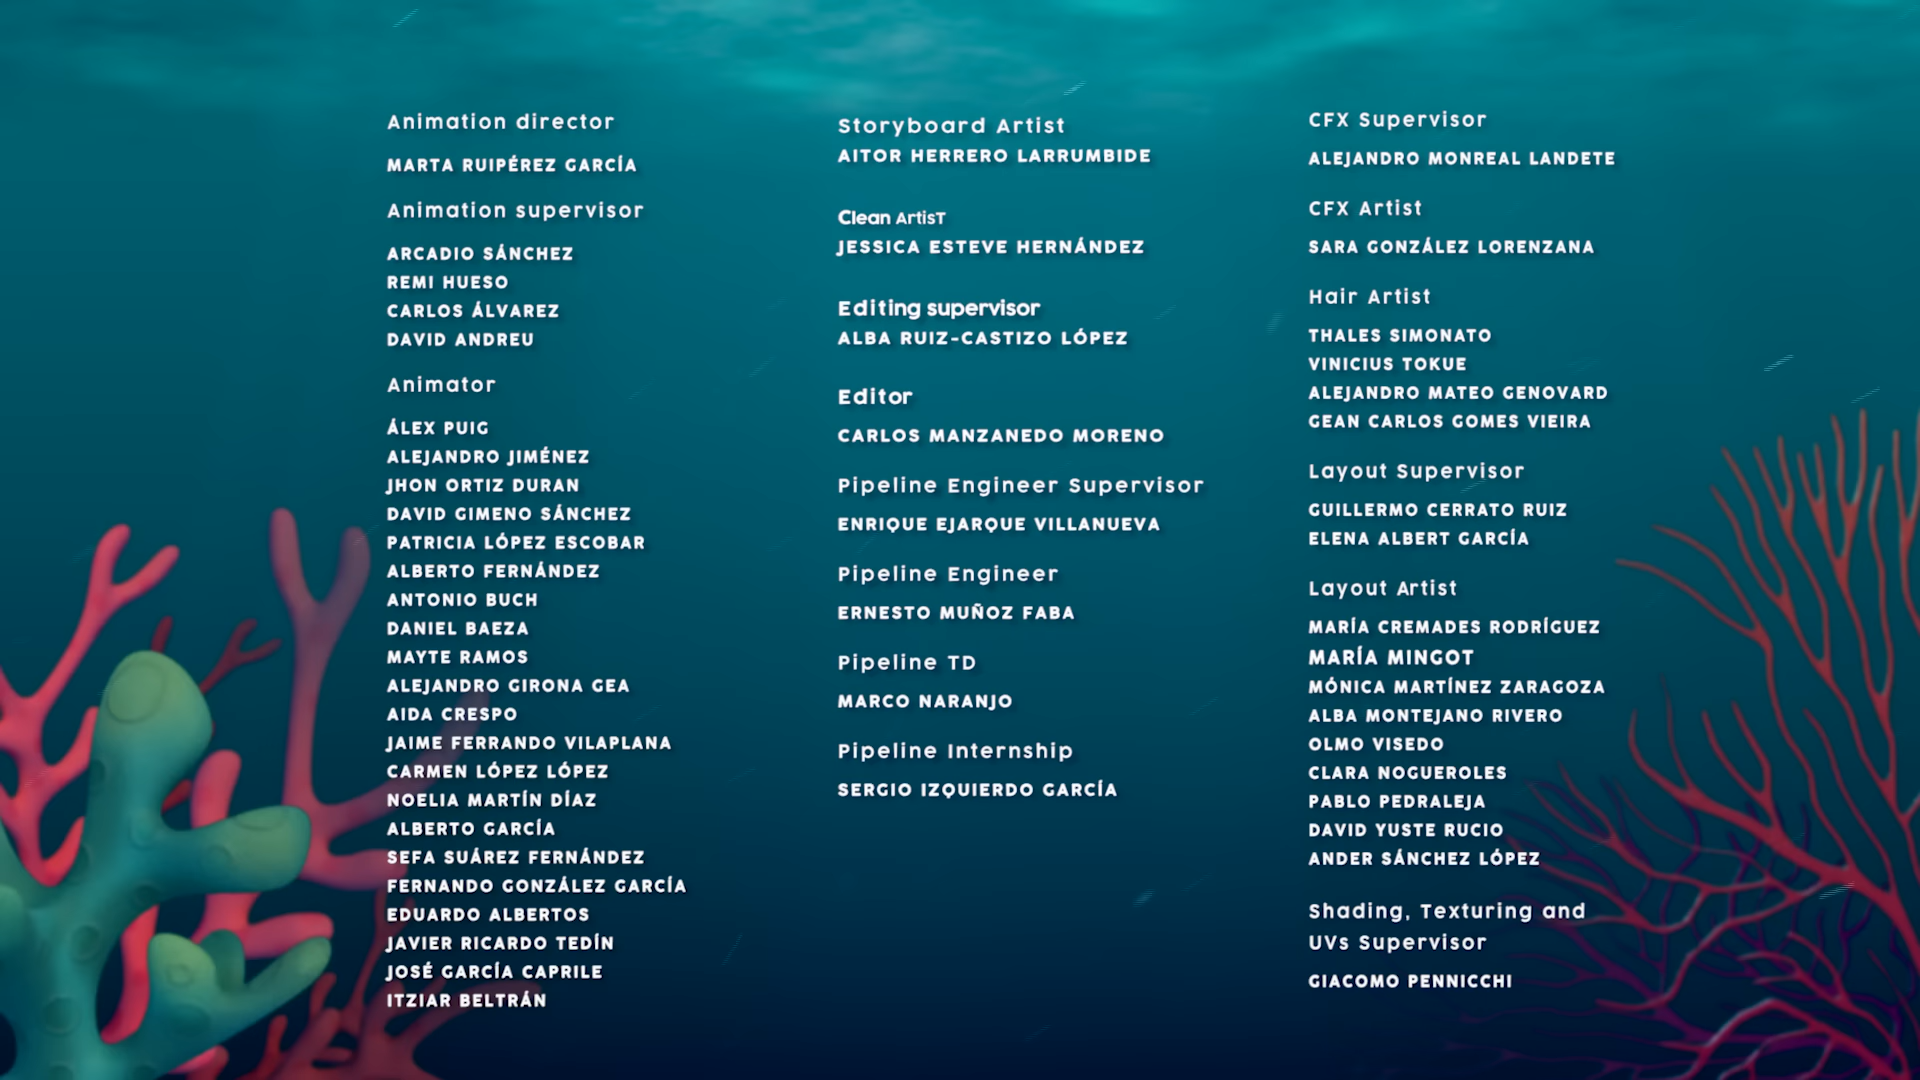 Animation director
MARTA RUIPÉREZ GARCÍA
Animation supervisor
ARCADIO SÁNCHEZ
REMI HUESO
CARLOS ÁLVAREZ
DAVID ANDREU
Animator
ÁLEX PUIG
ALEJANDRO JIMÉNEZ
JHON ORTIZ DURAN
DAVID GIMENO SÁNCHEZ
PATRICIA LÓPEZ ESCOBAR
ALBERTO FERNÁNDEZ
ANTONIO BUCH
DANIEL BAEZA
MAYTE RAMOS
ALEJANDRO GIRONA GEA
AIDA CRESPO
JAIME FERRANDO VILAPLANA
CARMEN LÓPEZ LÓPEZ
NOELIA MARTÍN DÍAZ
ALBERTO GARCÍA
SEFA SUÁREZ FERNÁNDEZ
FERNANDO GONZÁLEZ GARCÍA
EDUARDO ALBERTOS
JAVIER RICARDO TEDÍN
JOSÉ GARCÍA CAPRILE
ITZIAR BELTRÁN
Storyboard Artist
AITOR HERRERO LARRUMBIDE
Clean ArtisT
JESSICA ESTEVE HERNÁNDEZ
Editing supervisor
ALBA RUIZ-CASTIZO LÓPEZ
Editor
CARLOS MANZANEDO MORENO
Pipeline Engineer Supervisor
ENRIQUE EJARQUE VILLANUEVA
Pipeline Engineer
ERNESTO MUÑOZ FABA
Pipeline TD
MARCO NARANJO
Pipeline Internship
SERGIO IZQUIERDO GARCÍA
CFX Supervisor
ALEJANDRO MONREAL LANDETE
CFX Artist
SARA GONZÁLEZ LORENZANA
Hair Artist
THALES SIMONATO
VINICIUS TOKUE
ALEJANDRO MATEO GENOVARD
GEAN CARLOS GOMES VIEIRA
Layout Supervisor
GUILLERMO CERRATO RUIZ
ELENA ALBERT GARCÍA
Layout Artist
MARÍA CREMADES RODRÍGUEZ
MARÍA MINGOT
MÓNICA MARTÍNEZ ZARAGOZA
ALBA MONTEJANO RIVERO
OLMO VISEDO
CLARA NOGUEROLES
PABLO PEDRALEJA
DAVID YUSTE RUCIO
ANDER SÁNCHEZ LÓPEZ
Shading, Texturing and
UVs Supervisor
GIACOMO PENNICCHI